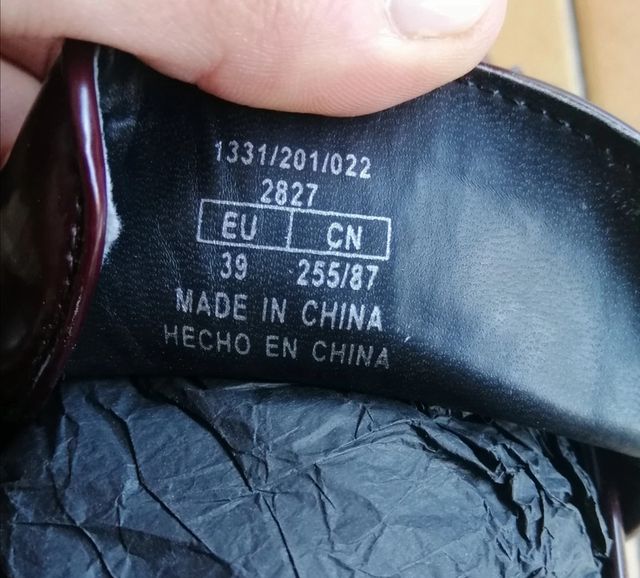 1331/201/022
2827
EU CN
39 255/87
MADE IN CHINA
HECHO EN CHINA